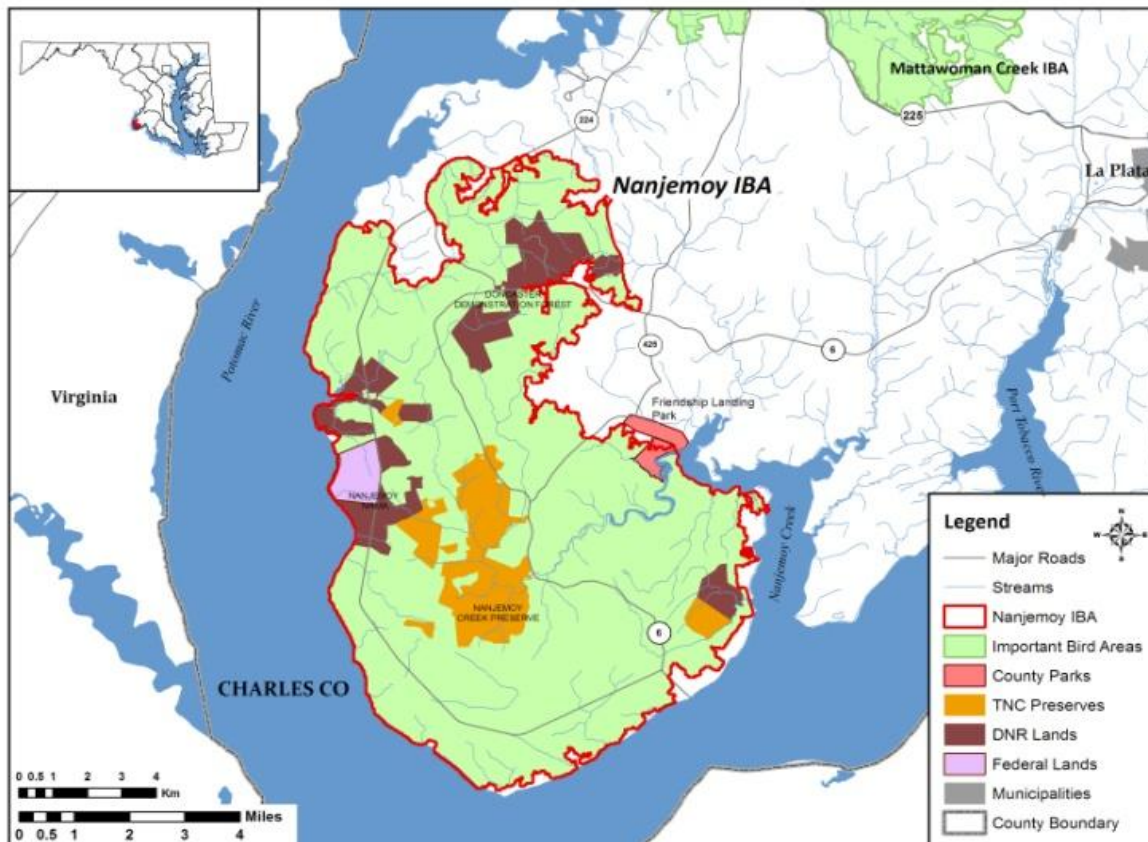 Mattawoman Creek IBA
225
224
La Plata
Nanjemoy IBA
DONCASTER
DEMONSTRATION FOREST
Potomac River
425
6
Virginia
Friendship Landing
Park
Port Tobacco River
NANJEMOY
Nanjemoy Creek
NANJEMOY
CREEK PRESERVE
6
CHARLES CO
Legend
N
W
E
S
Major Roads
Streams
Nanjemoy IBA
Important Bird Areas
County Parks
TNC Preserves
DNR Lands
Federal Lands
Municipalities
County Boundary
0 0.5 1 2 3 4
Km
Miles
0 0.5 1 2 3 4